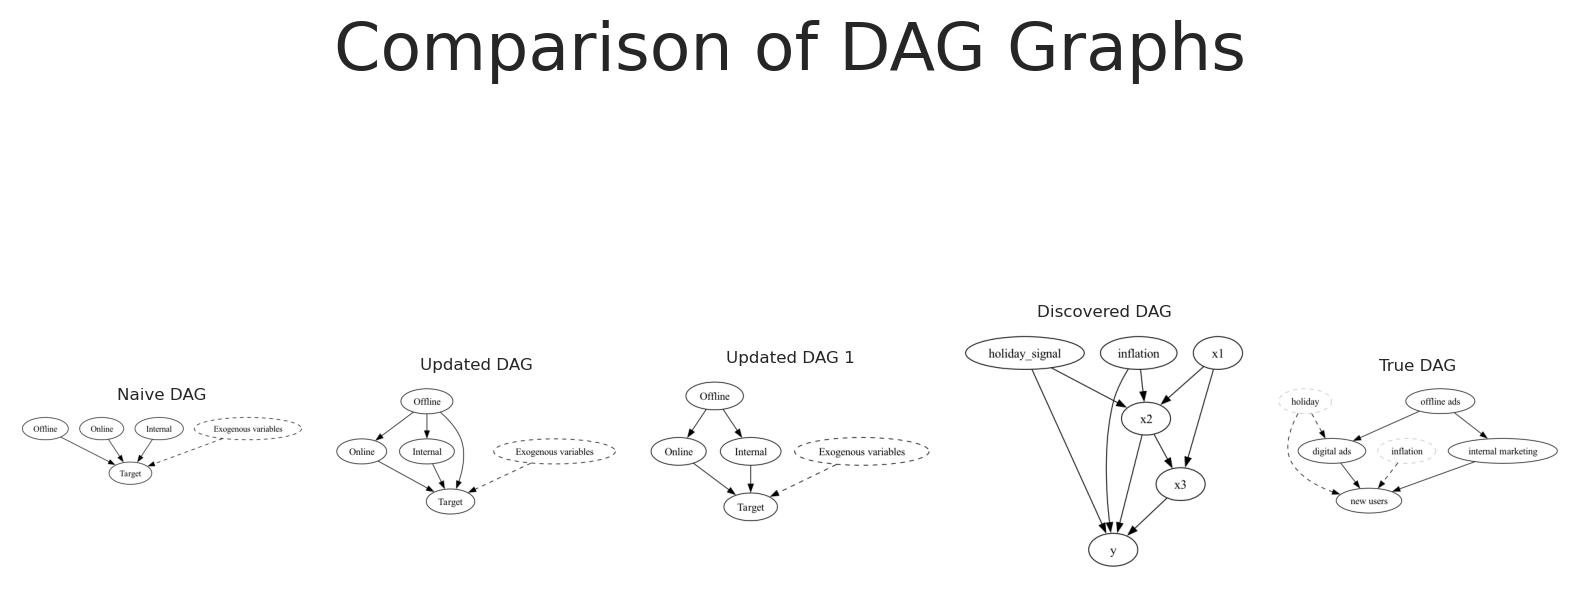 Comparison of DAG Graphs
Naive DAG
Offline
Online
Internal
Exogenous variables
Target
Updated DAG
Offline
Online
Internal
Exogenous variables
Target
Updated DAG 1
Offline
Online
Internal
Exogenous variables
Target
Discovered DAG
holiday_signal
inflation
x1
x2
x3
y
True DAG
holiday
offline ads
digital ads
inflation
internal marketing
new users